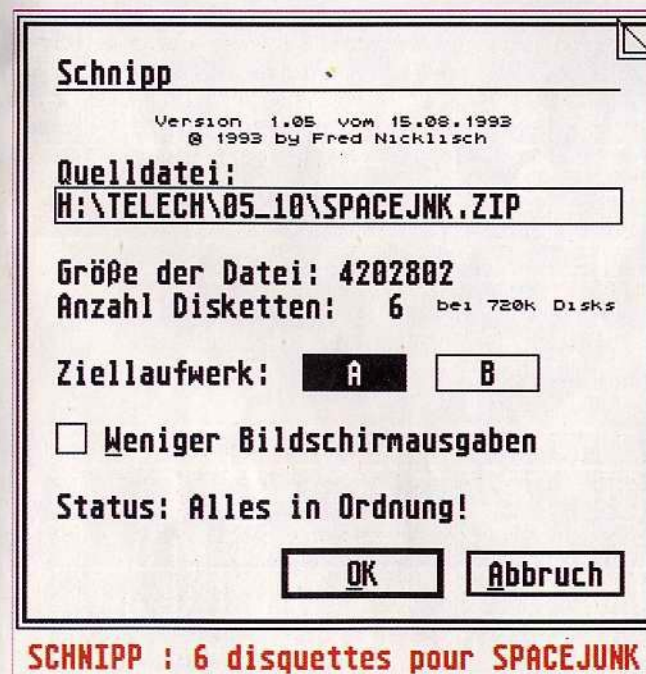 Schnipp
Version 1.05 vom 15.08.1993
@ 1993 by Fred Nicklisch
Quelldatei:
H:\TELECH\05_10\SPACEJNK.ZIP
Größe der Datei: 4202802
Anzahl Disketten: 6 bei 720k Disks
Ziellaufwerk: A B
Weniger Bildschirmausgaben
Status: Alles in Ordnung!
OK Abbruch
SCHNIPP : 6 disquettes pour SPACEJUNK